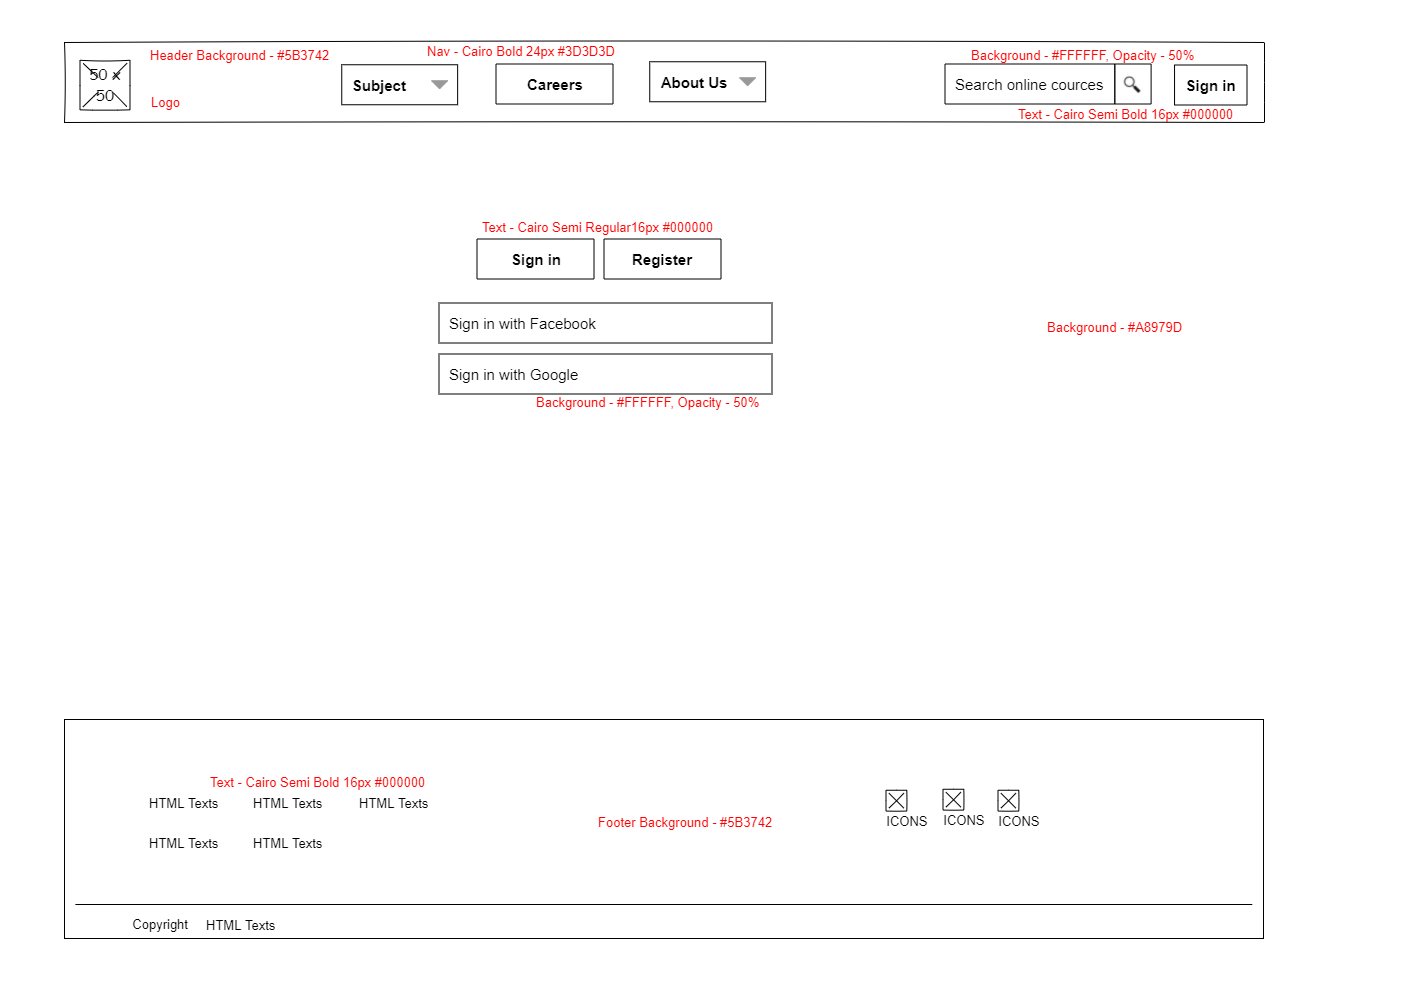 Header Background - #5B3742
Nav - Cairo Bold 24px #3D3D3D
Background - #FFFFFF, Opacity - 50%
50 x
50
Logo
Subject
Careers
About Us
Search online cources
Sign in
Text - Cairo Semi Bold 16px #000000
Text - Cairo Semi Regular16px #000000
Sign in
Register
Sign in with Facebook
Background - #A8979D
Sign in with Google
Background - #FFFFFF, Opacity - 50%
Text - Cairo Semi Bold 16px #000000
HTML Texts HTML Texts HTML Texts
Footer Background - #5B3742
ICONS ICONS ICONS
HTML Texts HTML Texts
Copyright HTML Texts